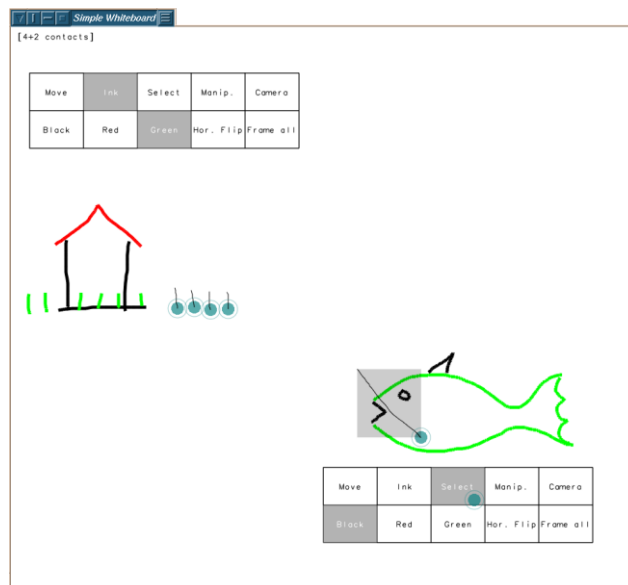 Simple Whiteboard
[4+2 contacts]
Move Ink Select Manip. Camera
Black Red Green Hor. Flip Frame all
Move Ink Select Manip. Camera
Black Red Green Hor. Flip Frame all